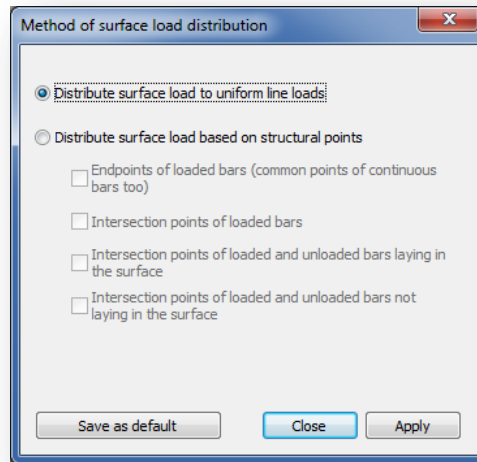 Method of surface load distribution
Distribute surface load to uniform line loads
Distribute surface load based on structural points
Endpoints of loaded bars (common points of continuous
bars too)
Intersection points of loaded bars
Intersection points of loaded and unloaded bars laying in
the surface
Intersection points of loaded and unloaded bars not
laying in the surface
Save as default
Close
Apply